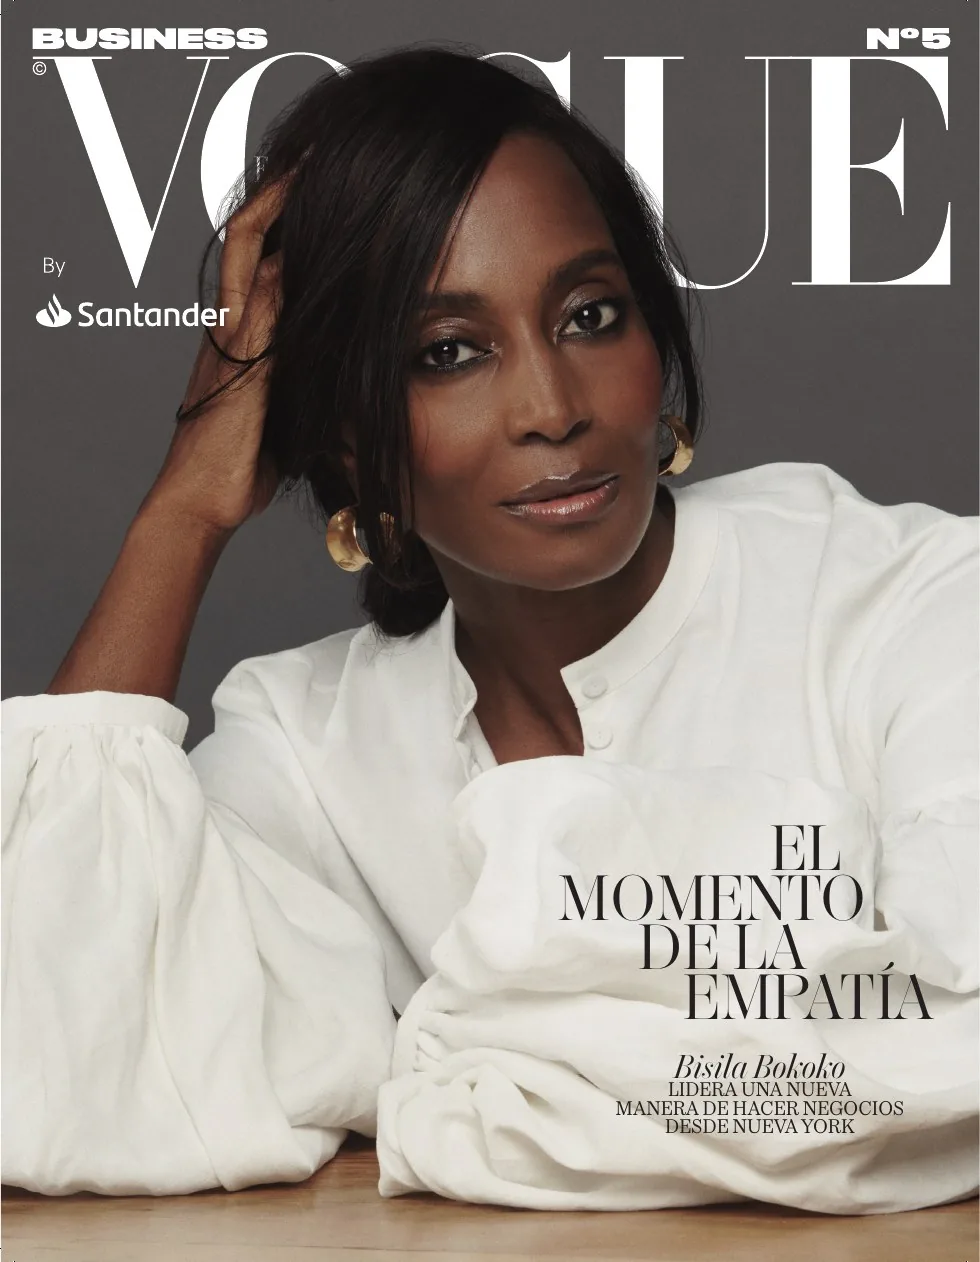 BUSINESS
Nº5
©
VOGUE
By
Santander
EL
MOMENTO
DE LA
EMPATÍA
Bisila Bokoko
LIDERA UNA NUEVA
MANERA DE HACER NEGOCIOS
DESDE NUEVA YORK